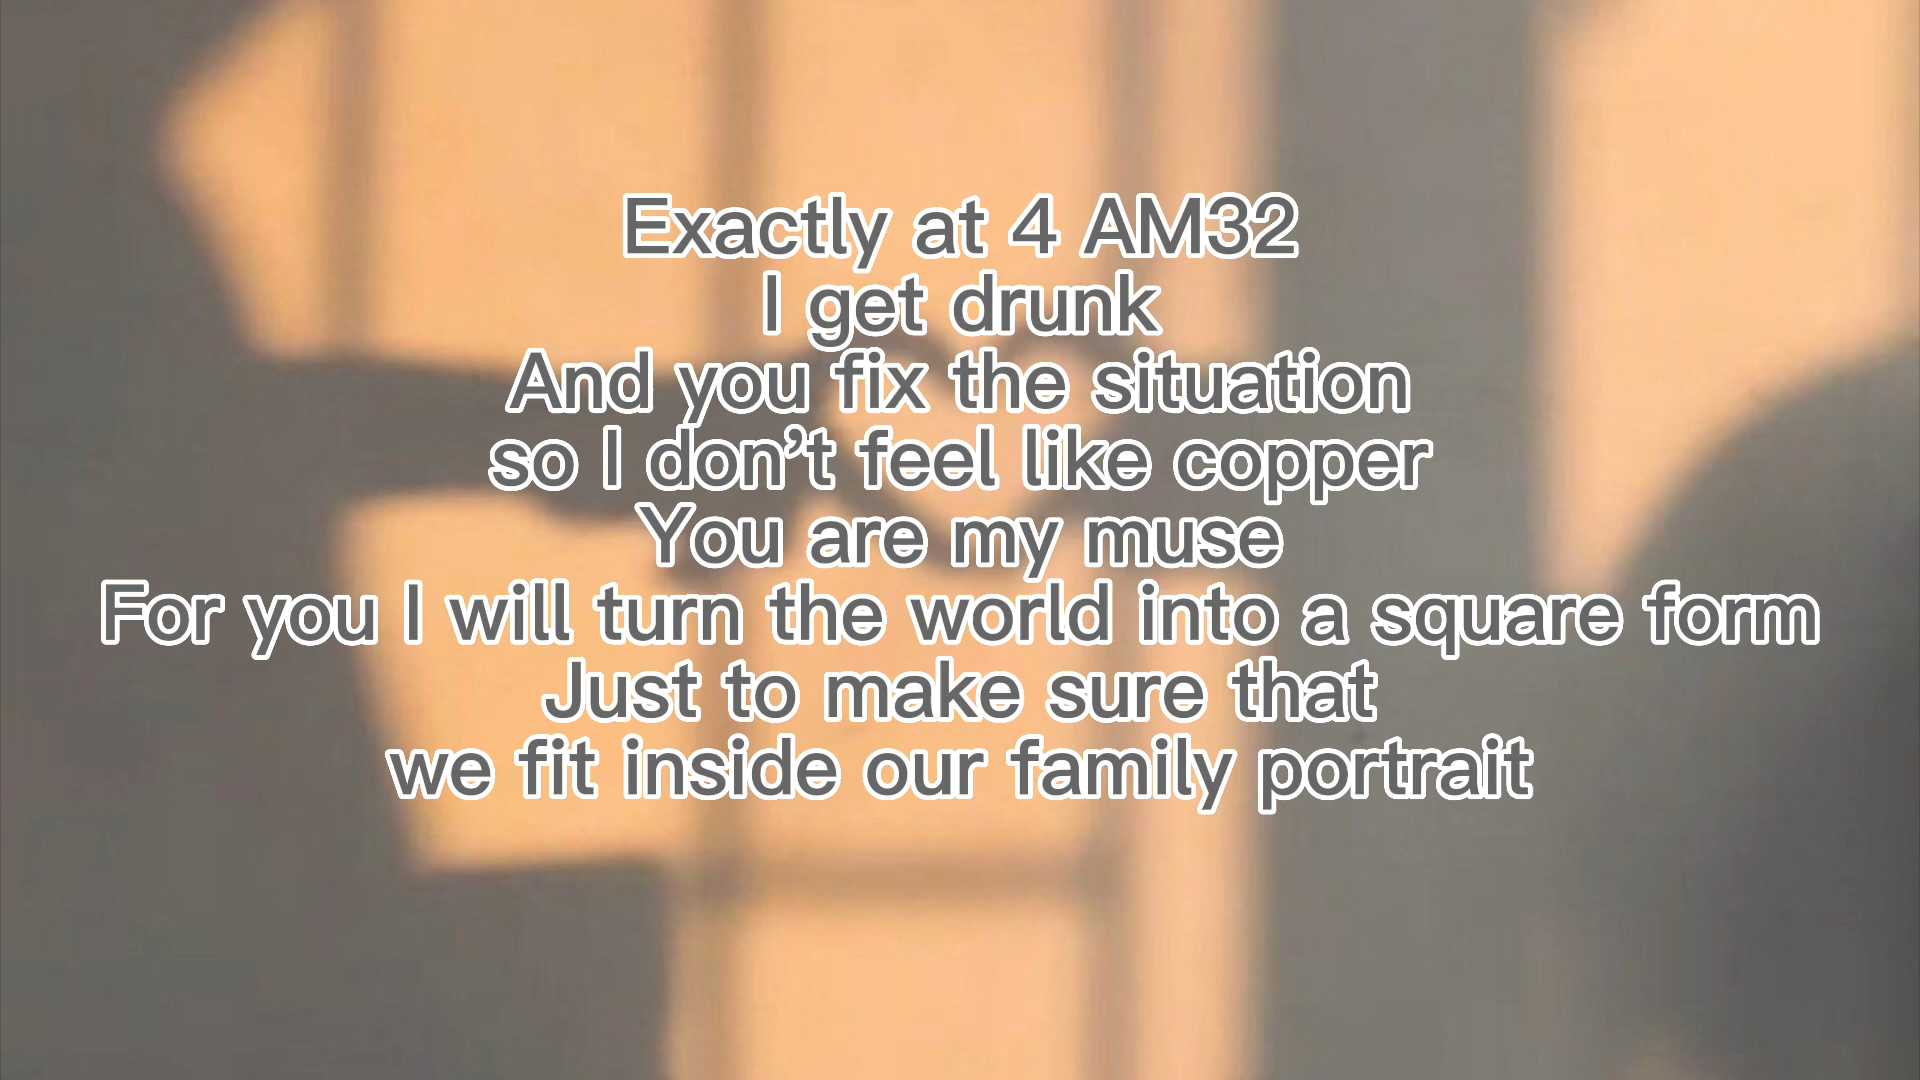 Exactly at 4 AM32
I get drunk
And you fix the situation
so I don’t feel like copper
You are my muse
For you I will turn the world into a square form
Just to make sure that
we fit inside our family portrait